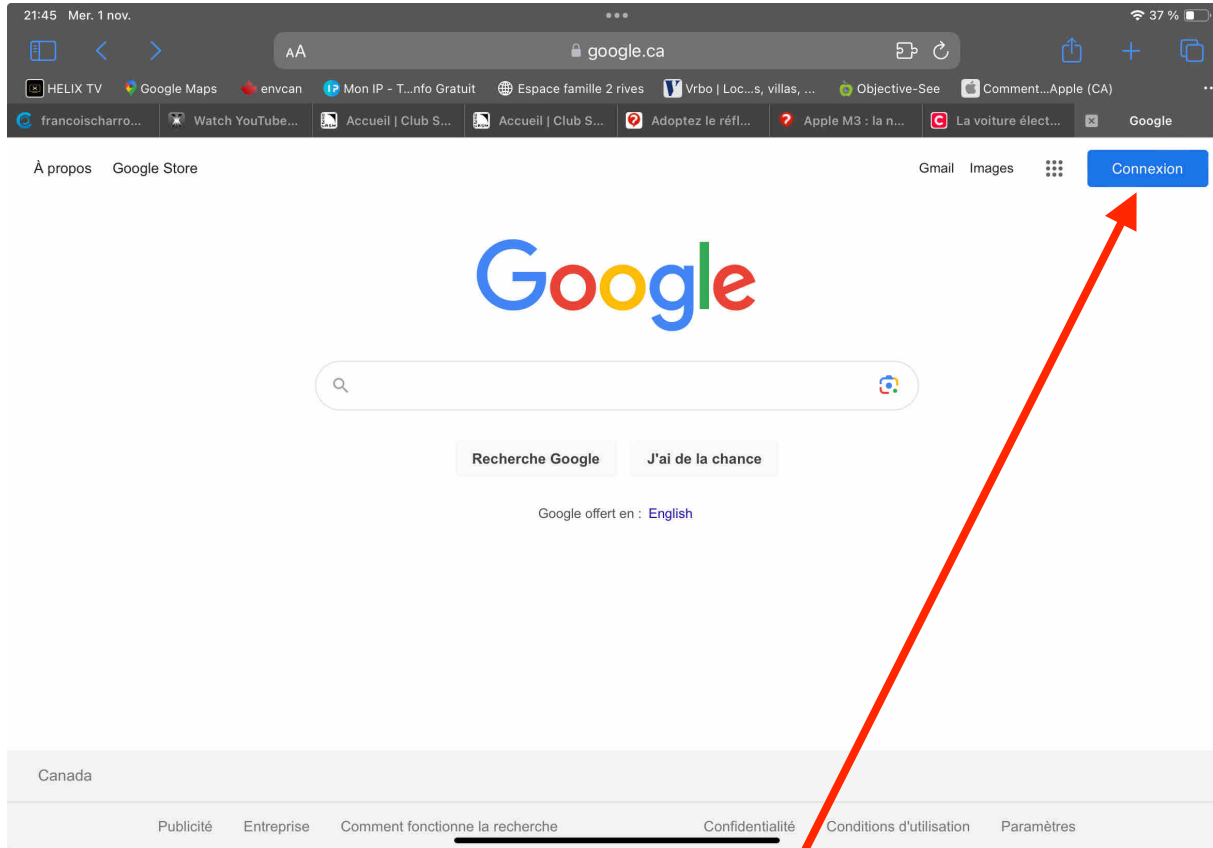 21:45 Mer. 1 nov.
37 %
AA
google.ca
HELIX TV Google Maps envcan Mon IP - T...nfo Gratuit Espace famille 2 rives Vrbo | Loc...s, villas, ... Objective-See Comment...Apple (CA)
francoischarro... Watch YouTube... Accueil | Club S... Accueil | Club S... Adoptez le réfl... Apple M3 : la n... La voiture élect... Google
À propos Google Store Gmail Images Connexion
Google
Recherche Google J'ai de la chance
Google offert en : English
Canada
Publicité Entreprise Comment fonctionne la recherche Confidentialité Conditions d'utilisation Paramètres